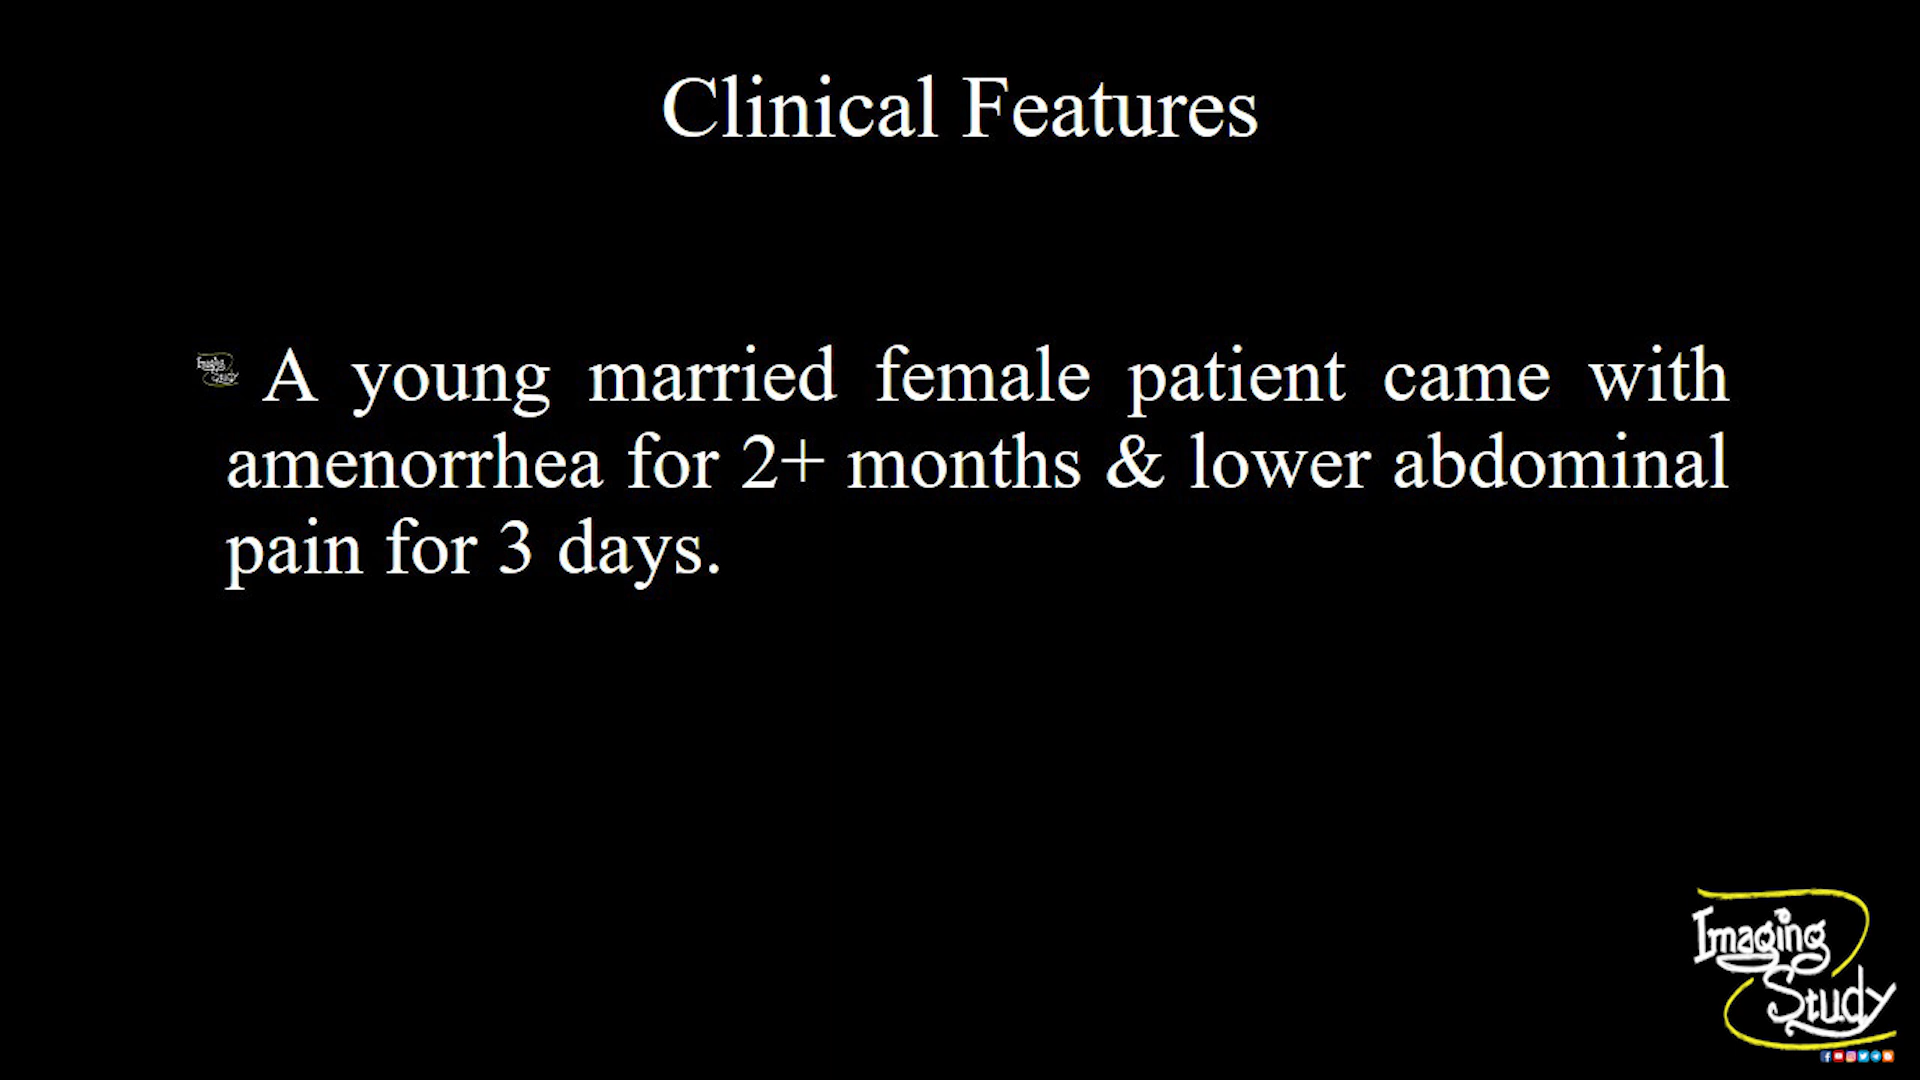 Clinical Features
A young married female patient came with
amenorrhea for 2+ months & lower abdominal
pain for 3 days.
Imaging
Study